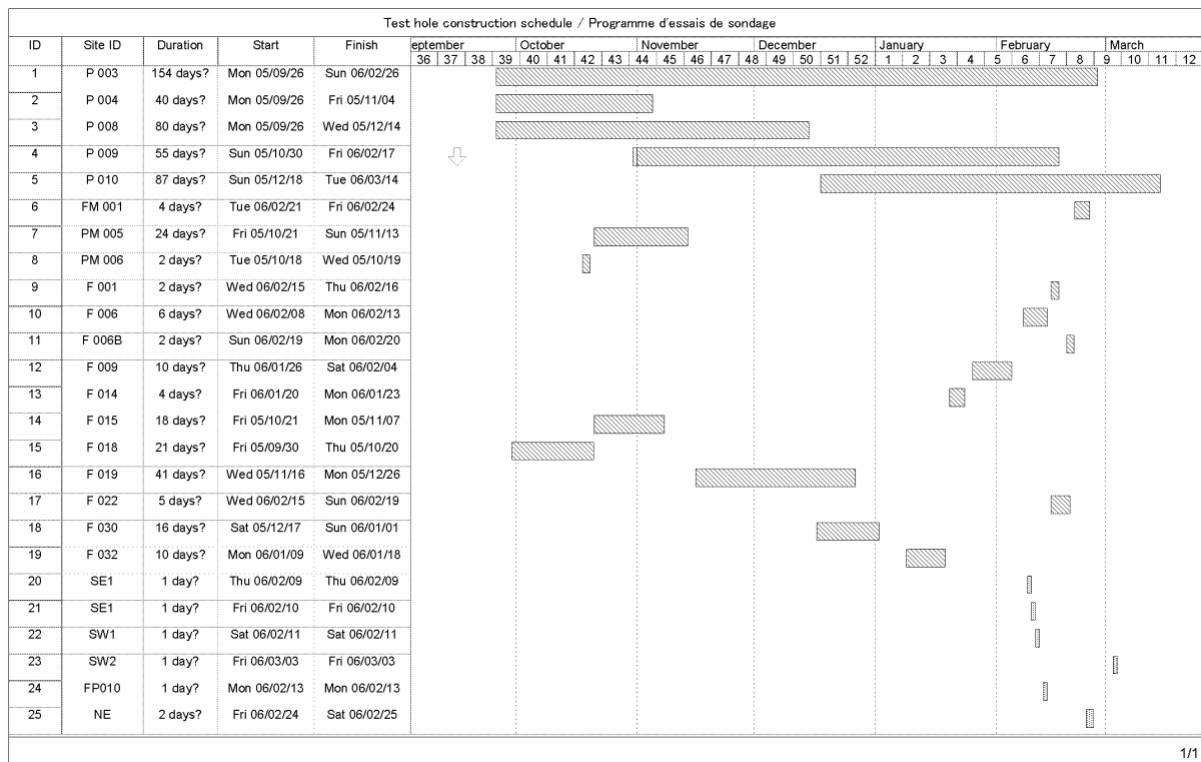 Test hole construction schedule / Programme d'essais de sondage
ID Site ID Duration Start Finish eptember October November December January February March
36 37 38 39 40 41 42 43 44 45 46 47 48 49 50 51 52 1 2 3 4 5 6 7 8 9 10 11 12
1 P 003 154 days? Mon 05/09/26 Sun 06/02/26
2 P 004 40 days? Mon 05/09/26 Fri 05/11/04
3 P 008 80 days? Mon 05/09/26 Wed 05/12/14
4 P 009 55 days? Sun 05/10/30 Fri 06/02/17
5 P 010 87 days? Sun 05/12/18 Tue 06/03/14
6 FM 001 4 days? Tue 06/02/21 Fri 06/02/24
7 PM 005 24 days? Fri 05/10/21 Sun 05/11/13
8 PM 006 2 days? Tue 05/10/18 Wed 05/10/19
9 F 001 2 days? Wed 06/02/15 Thu 06/02/16
10 F 006 6 days? Wed 06/02/08 Mon 06/02/13
11 F 006B 2 days? Sun 06/02/19 Mon 06/02/20
12 F 009 10 days? Thu 06/01/26 Sat 06/02/04
13 F 014 4 days? Fri 06/01/20 Mon 06/01/23
14 F 015 18 days? Fri 05/10/21 Mon 05/11/07
15 F 018 21 days? Fri 05/09/30 Thu 05/10/20
16 F 019 41 days? Wed 05/11/16 Mon 05/12/26
17 F 022 5 days? Wed 06/02/15 Sun 06/02/19
18 F 030 16 days? Sat 05/12/17 Sun 06/01/01
19 F 032 10 days? Mon 06/01/09 Wed 06/01/18
20 SE1 1 day? Thu 06/02/09 Thu 06/02/09
21 SE1 1 day? Fri 06/02/10 Fri 06/02/10
22 SW1 1 day? Sat 06/02/11 Sat 06/02/11
23 SW2 1 day? Fri 06/03/03 Fri 06/03/03
24 FP010 1 day? Mon 06/02/13 Mon 06/02/13
25 NE 2 days? Fri 06/02/24 Sat 06/02/25
1/1